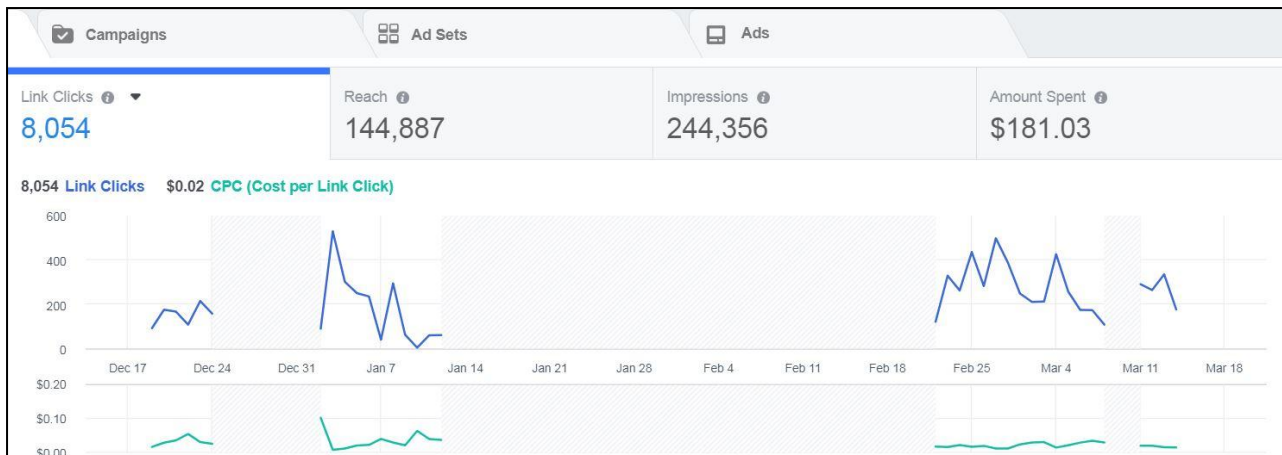 Campaigns Ad Sets Ads
Link Clicks Reach Impressions Amount Spent
8,054 144,887 244,356 $181.03
8,054 Link Clicks $0.02 CPC (Cost per Link Click)
600
400
200
0
Dec 17 Dec 24 Dec 31 Jan 7 Jan 14 Jan 21 Jan 28 Feb 4 Feb 11 Feb 18 Feb 25 Mar 4 Mar 11 Mar 18
$0.20
$0.10
$0.00